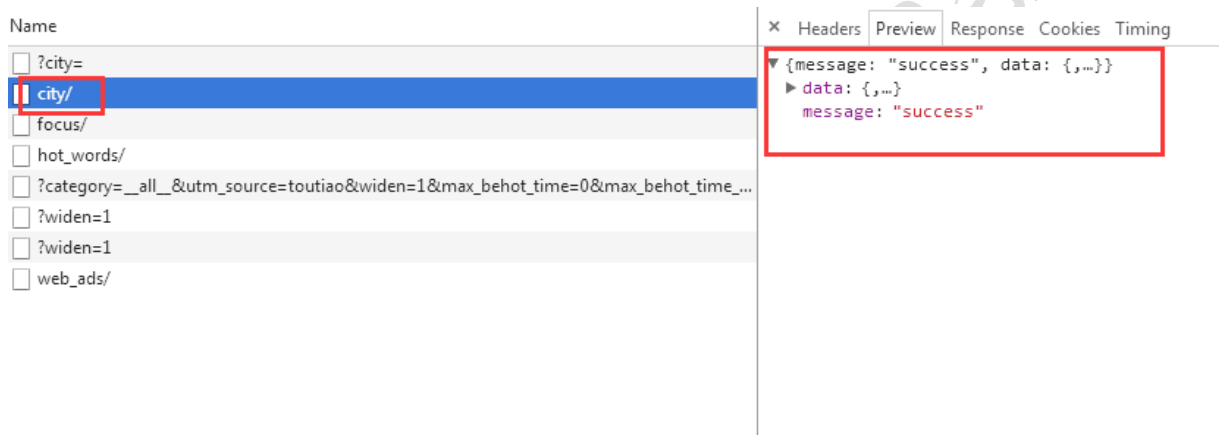 Name
?city=
city/
focus/
hot_words/
?category=__all__&utm_source=toutiao&widen=1&max_behot_time=0&max_behot_time_...
?widen=1
?widen=1
web_ads/
× Headers Preview Response Cookies Timing
▼{message: "success", data: {,…}}
▶data: {,…}
message: "success"